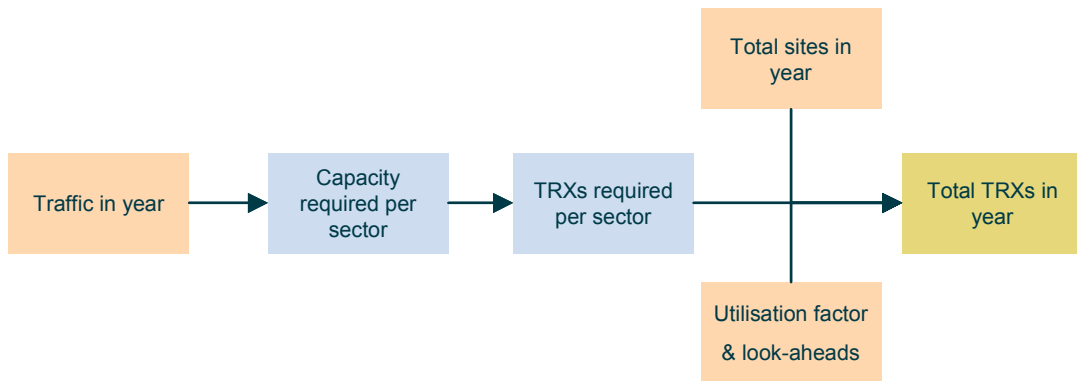 Total sites in
year
Traffic in year
Capacity
required per
sector
TRXs required
per sector
Total TRXs in
year
Utilisation factor
& look-aheads